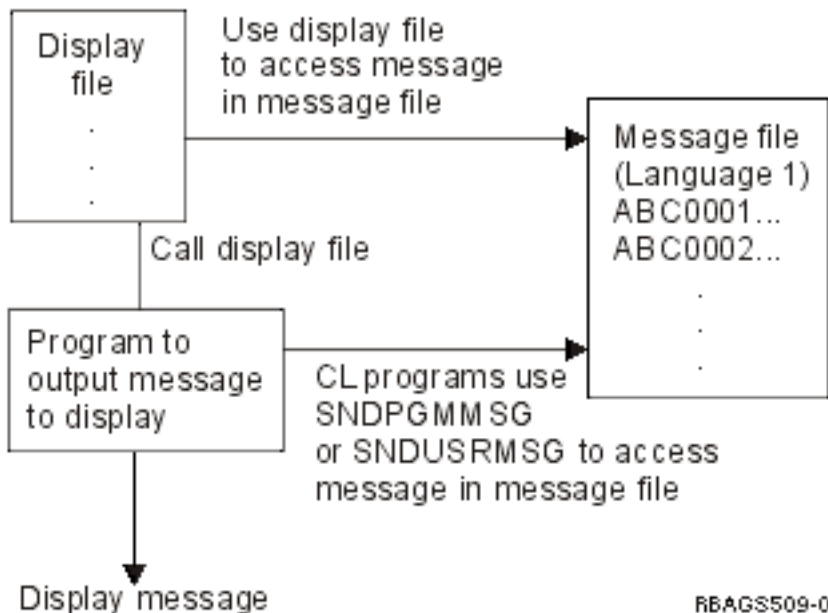 Display
file
.
.
.
Use display file
to access message
in message file
Message file
(Language 1)
ABC0001...
ABC0002...
.
.
.
Call display file
Program to
output message
to display
CL programs use
SNDPGMMSG
or SNDUSRMSG to access
message in message file
Display message
RBAGS509-0